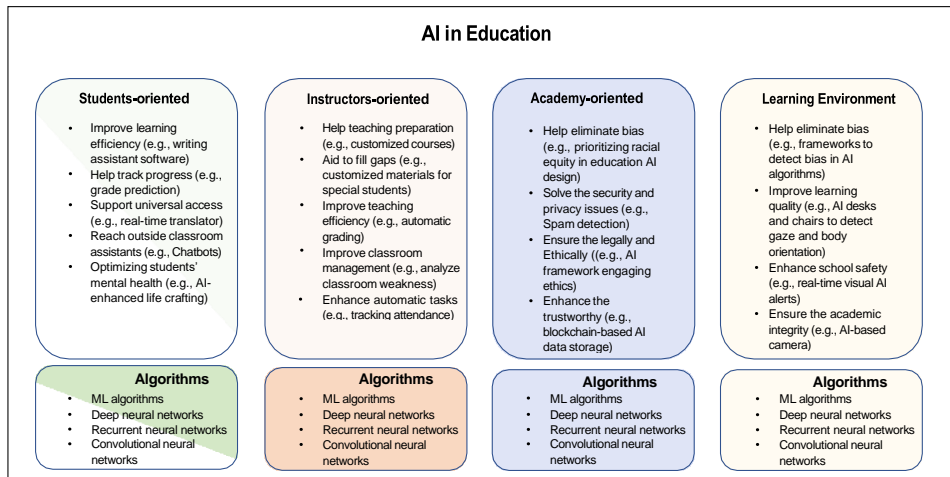 AI in Education
Students-oriented
• Improve learning
efficiency (e.g., writing
assistant software)
• Help track progress (e.g.,
grade prediction)
• Support universal access
(e.g., real-time translator)
• Reach outside classroom
assistants (e.g., Chatbots)
• Optimizing students'
mental health (e.g., AI-
enhanced life crafting)
Algorithms
• ML algorithms
• Deep neural networks
• Recurrent neural networks
• Convolutional neural
networks
Instructors-oriented
• Help teaching preparation
(e.g., customized courses)
• Aid to fill gaps (e.g.,
customized materials for
special students)
• Improve teaching
efficiency (e.g., automatic
grading)
• Improve classroom
management (e.g., analyze
classroom weakness)
• Enhance automatic tasks
(e.g., tracking attendance)
Algorithms
• ML algorithms
• Deep neural networks
• Recurrent neural networks
• Convolutional neural
networks
Academy-oriented
• Help eliminate bias
(e.g., prioritizing racial
equity in education AI
design)
• Solve the security and
privacy issues (e.g.,
Spam detection)
• Ensure the legally and
Ethically ((e.g., AI
framework engaging
ethics)
• Enhance the
trustworthy (e.g.,
blockchain-based AI
data storage)
Algorithms
• ML algorithms
• Deep neural networks
• Recurrent neural networks
• Convolutional neural
networks
Learning Environment
• Help eliminate bias
(e.g., frameworks to
detect bias in AI
algorithms)
• Improve learning
quality (e.g., AI desks
and chairs to detect
gaze and body
orientation)
• Enhance school safety
(e.g., real-time visual AI
alerts)
• Ensure the academic
integrity (e.g., AI-based
camera)
Algorithms
• ML algorithms
• Deep neural networks
• Recurrent neural networks
• Convolutional neural
networks